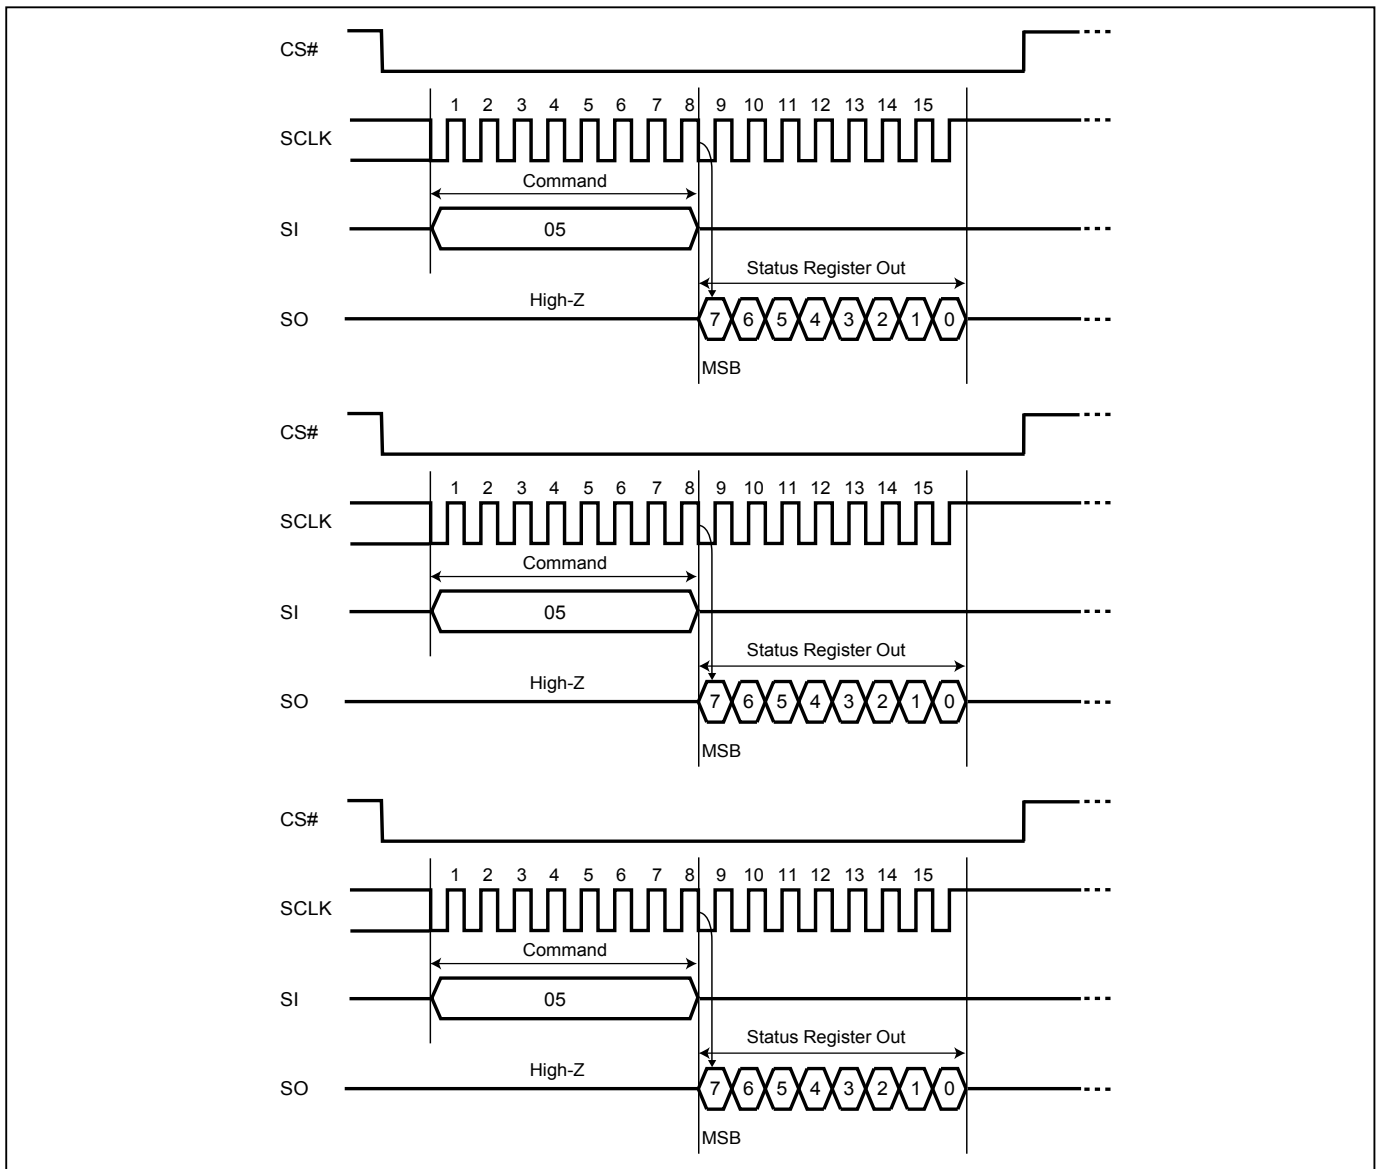 CS#
1 2 3 4 5 6 7 8 9 10 11 12 13 14 15
SCLK
Command
SI 05
Status Register Out
High-Z
SO 7 6 5 4 3 2 1 0
MSB
CS#
1 2 3 4 5 6 7 8 9 10 11 12 13 14 15
SCLK
Command
SI 05
Status Register Out
High-Z
SO 7 6 5 4 3 2 1 0
MSB
CS#
1 2 3 4 5 6 7 8 9 10 11 12 13 14 15
SCLK
Command
SI 05
Status Register Out
High-Z
SO 7 6 5 4 3 2 1 0
MSB